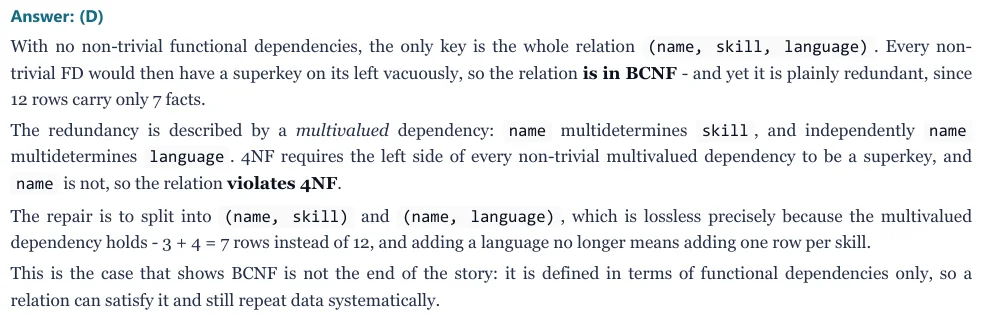 Answer: (D)
With no non-trivial functional dependencies, the only key is the whole relation (name, skill, language) . Every non-
trivial FD would then have a superkey on its left vacuously, so the relation is in BCNF - and yet it is plainly redundant, since
12 rows carry only 7 facts.
The redundancy is described by a multivalued dependency: name multidetermines skill , and independently name
multidetermines language . 4NF requires the left side of every non-trivial multivalued dependency to be a superkey, and
name is not, so the relation violates 4NF.
The repair is to split into (name, skill) and (name, language) , which is lossless precisely because the multivalued
dependency holds - 3 + 4 = 7 rows instead of 12, and adding a language no longer means adding one row per skill.
This is the case that shows BCNF is not the end of the story: it is defined in terms of functional dependencies only, so a
relation can satisfy it and still repeat data systematically.